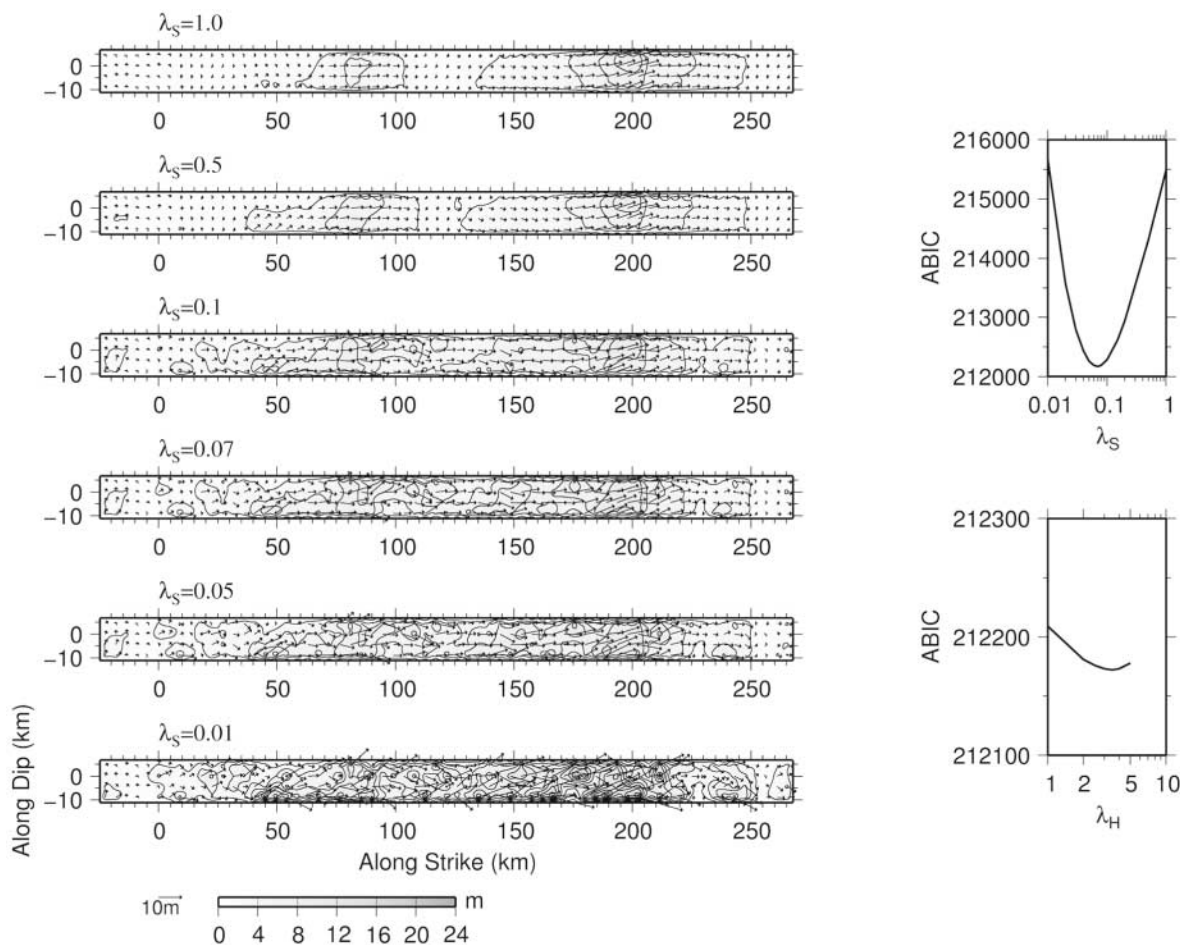 λS=1.0
0
−10
0 50 100 150 200 250
λS=0.5
0
−10
0 50 100 150 200 250
λS=0.1
0
−10
0 50 100 150 200 250
λS=0.07
0
−10
0 50 100 150 200 250
λS=0.05
0
−10
0 50 100 150 200 250
λS=0.01
0
−10
0 50 100 150 200 250
Along Dip (km)
Along Strike (km)
10m
m
0 4 8 12 16 20 24
216000
215000
214000
213000
212000
ABIC
0.01 0.1 1
λS
212300
212200
212100
ABIC
1 2 5 10
λH